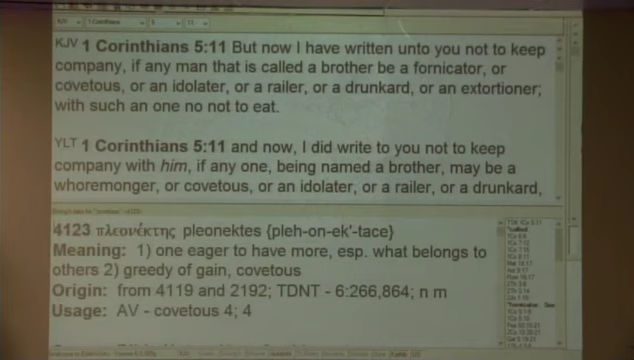 KJV 1 Corinthians 5:11 But now I have written unto you not to keep
company, if any man that is called a brother be a fornicator, or
covetous, or an idolater, or a railer, or a drunkard, or an extortioner;
with such an one no not to eat.
YLT 1 Corinthians 5:11 and now, I did write to you not to keep
company with him, if any one, being named a brother, may be a
whoremonger, or covetous, or an idolater, or a railer, or a drunkard,
4123 πλεονέκτης pleonektes {pleh-on-ek'-tace}
Meaning: 1) one eager to have more, esp. what belongs to
others 2) greedy of gain, covetous
Origin: from 4119 and 2192; TDNT - 6:266,864; n m
Usage: AV - covetous 4; 4